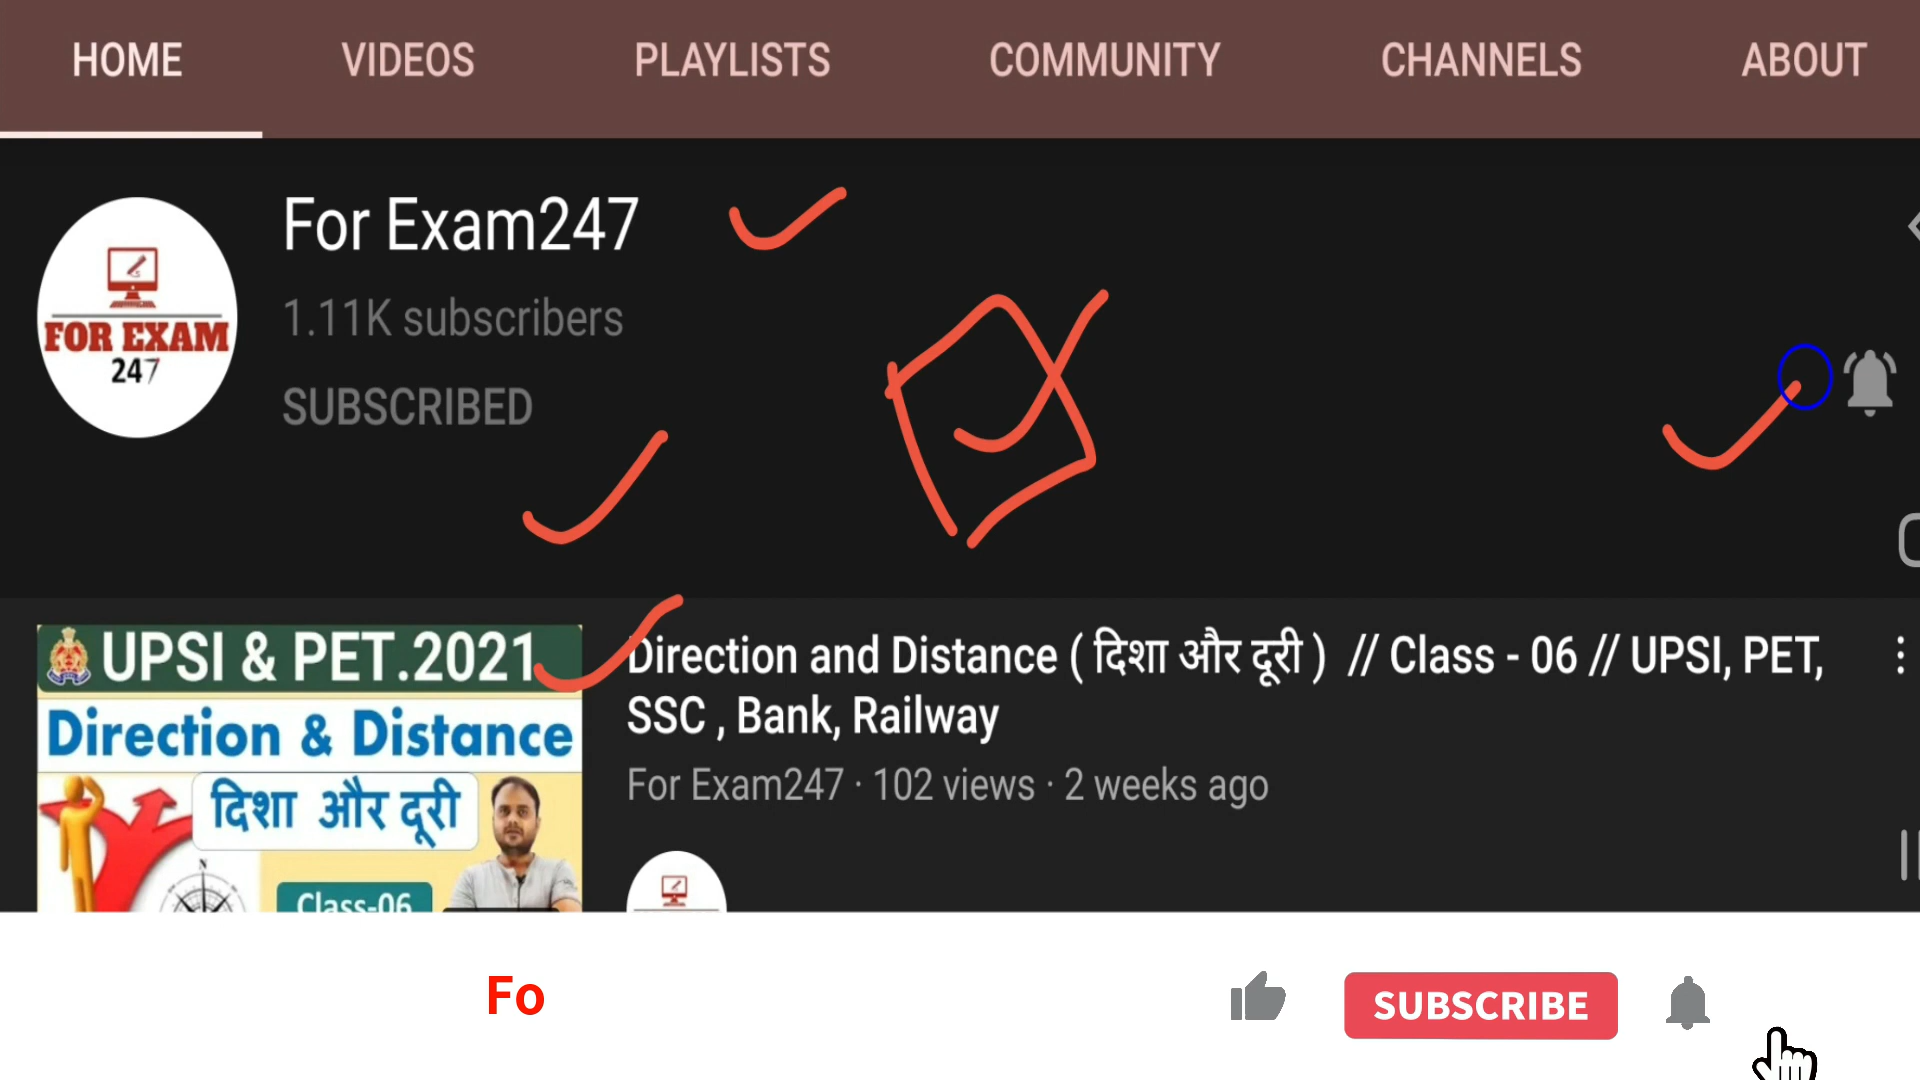 HOME VIDEOS PLAYLISTS COMMUNITY CHANNELS ABOUT
For Exam247
1.11K subscribers
SUBSCRIBED
FOR EXAM
247
UPSI & PET.2021
Direction & Distance
दिशा और दूरी
N
Class-06
Direction and Distance ( दिशा और दूरी ) // Class - 06 // UPSI, PET,
SSC , Bank, Railway
For Exam247 · 102 views · 2 weeks ago
Fo
SUBSCRIBE